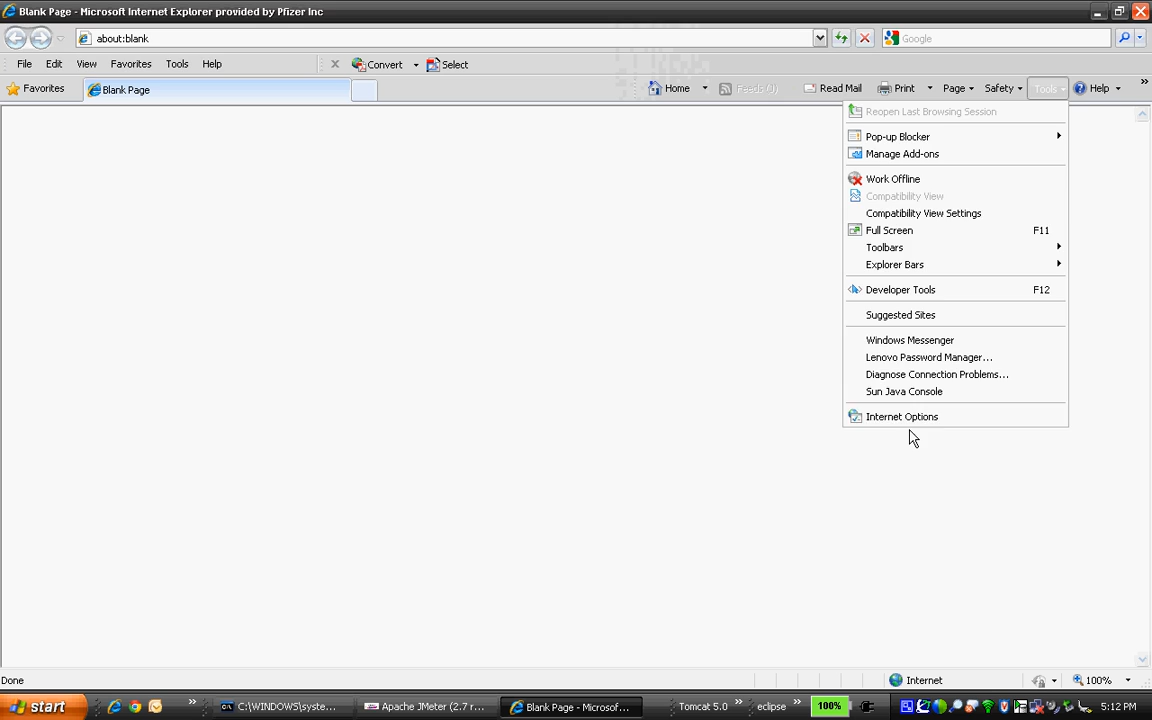 Blank Page - Microsoft Internet Explorer provided by Pfizer Inc
about:blank
Google
File Edit View Favorites Tools Help
Convert
Select
Favorites
Blank Page
Home Feeds (J) Read Mail Print Page Safety Tools Help
Reopen Last Browsing Session
Pop-up Blocker
Manage Add-ons
Work Offline
Compatibility View
Compatibility View Settings
Full Screen F11
Toolbars
Explorer Bars
Developer Tools F12
Suggested Sites
Windows Messenger
Lenovo Password Manager...
Diagnose Connection Problems...
Sun Java Console
Internet Options
Done
Internet
100%
start
C:\WINDOWS\syste...
Apache JMeter (2.7 r...
Blank Page - Microsof...
Tomcat 5.0
eclipse
100%
5:12 PM